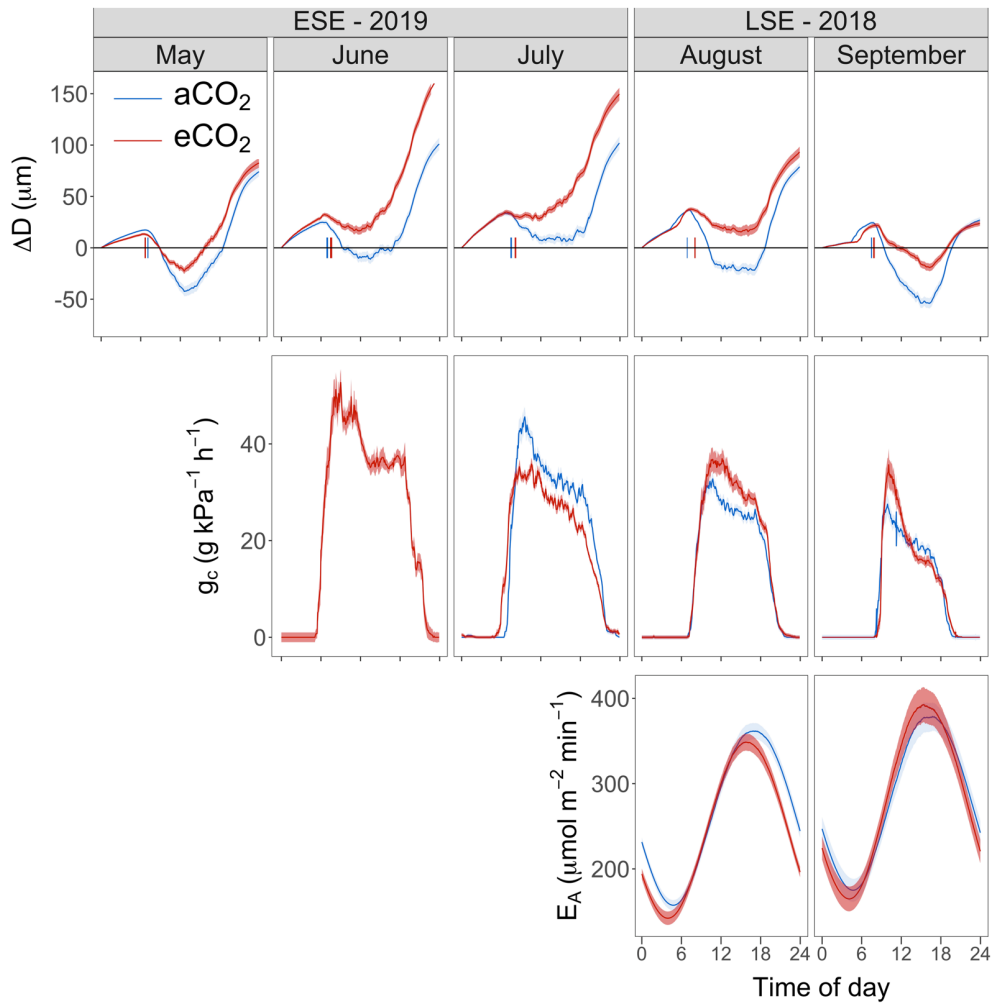 ESE - 2019 LSE - 2018
May June July August September
aCO₂
eCO₂
ΔD (μm)
150
100
50
0
-50
g꜀ (g kPa⁻¹ h⁻¹)
40
20
0
E_A (μmol m⁻² min⁻¹)
400
300
200
0 6 12 18 24 0 6 12 18 24
Time of day